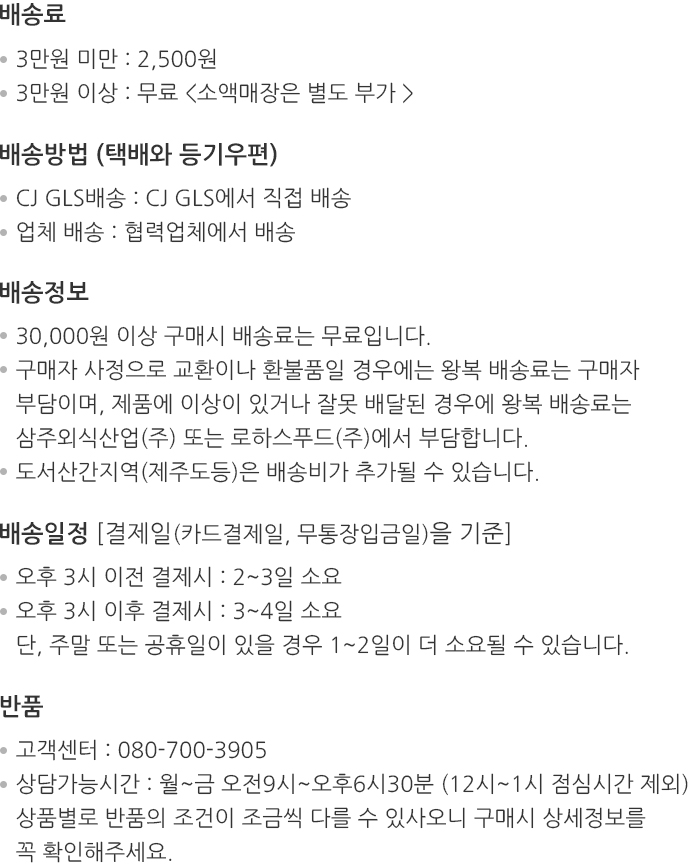 배송료
• 3만원 미만 : 2,500원
• 3만원 이상 : 무료 <소액매장은 별도 부가 >
배송방법 (택배와 등기우편)
• CJ GLS배송 : CJ GLS에서 직접 배송
• 업체 배송 : 협력업체에서 배송
배송정보
• 30,000원 이상 구매시 배송료는 무료입니다.
• 구매자 사정으로 교환이나 환불품일 경우에는 왕복 배송료는 구매자
부담이며, 제품에 이상이 있거나 잘못 배달된 경우에 왕복 배송료는
삼주외식산업(주) 또는 로하스푸드(주)에서 부담합니다.
• 도서산간지역(제주도등)은 배송비가 추가될 수 있습니다.
배송일정 [결제일(카드결제일, 무통장입금일)을 기준]
• 오후 3시 이전 결제시 : 2~3일 소요
• 오후 3시 이후 결제시 : 3~4일 소요
단, 주말 또는 공휴일이 있을 경우 1~2일이 더 소요될 수 있습니다.
반품
• 고객센터 : 080-700-3905
• 상담가능시간 : 월~금 오전9시~오후6시30분 (12시~1시 점심시간 제외)
상품별로 반품의 조건이 조금씩 다를 수 있사오니 구매시 상세정보를
꼭 확인해주세요.